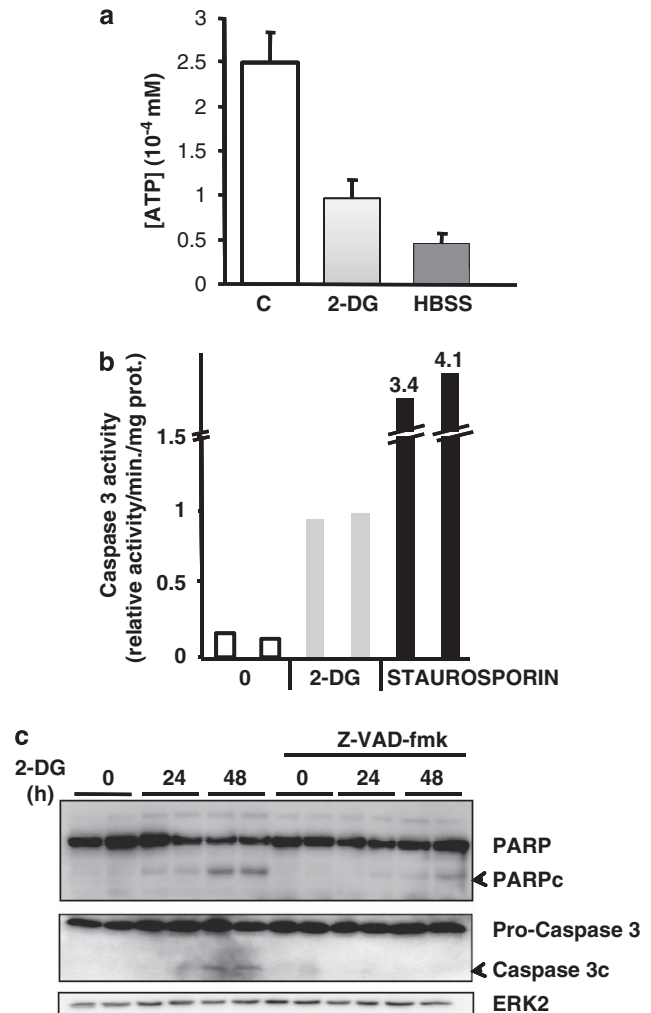 a
[ATP] (10⁻⁴ mM)
3
2.5
2
1.5
1
0.5
0
C 2-DG HBSS
b
Caspase 3 activity
(relative activity/min./mg prot.)
3.4 4.1
1.5
1
0.5
0
0 2-DG STAUROSPORIN
c
Z-VAD-fmk
2-DG
(h)
0 24 48 0 24 48
PARP
PARPc
Pro-Caspase 3
Caspase 3c
ERK2